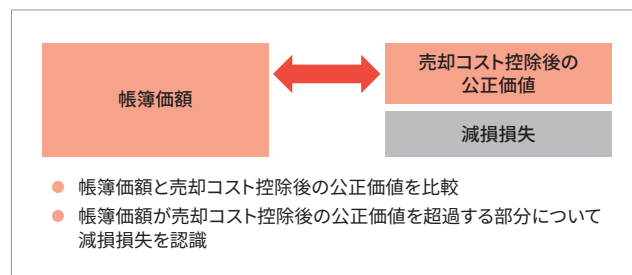 帳簿価額
売却コスト控除後の
公正価値
減損損失
● 帳簿価額と売却コスト控除後の公正価値を比較
● 帳簿価額が売却コスト控除後の公正価値を超過する部分について
減損損失を認識